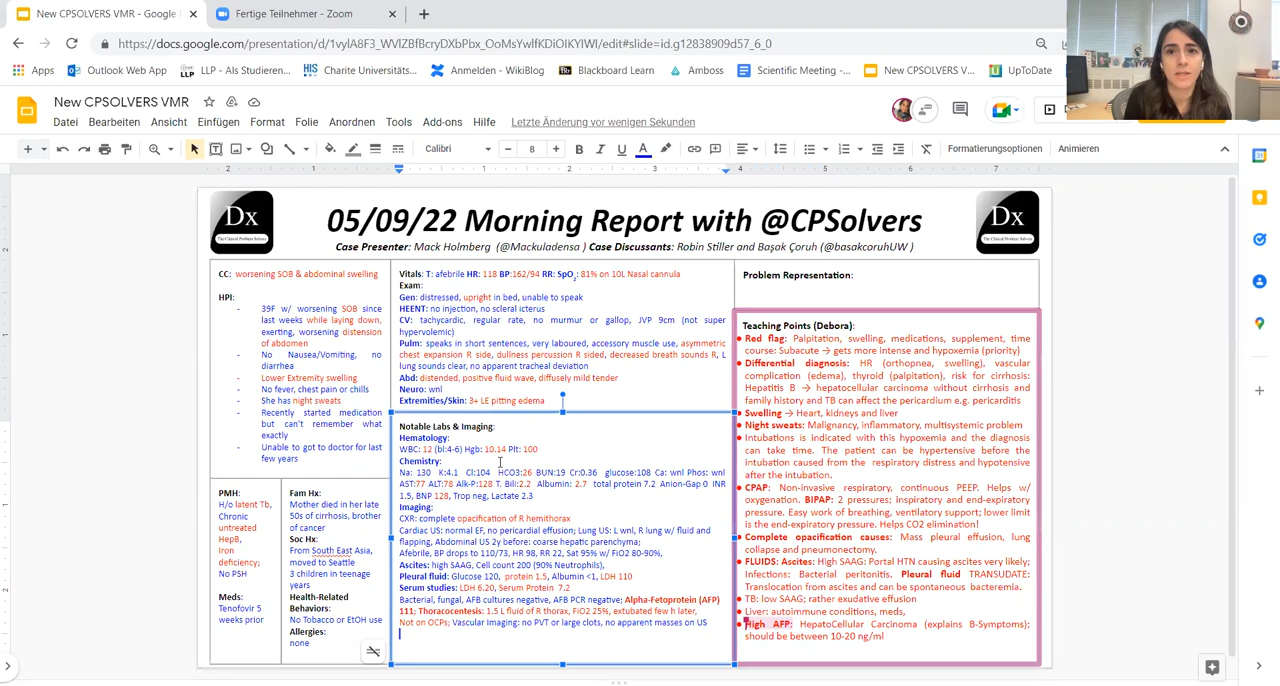 New CPSOLVERS VMR - Google
Fertige Teilnehmer - Zoom
https://docs.google.com/presentation/d/1vylA8F3_WVlZBfBcryDXbPbx_OoMsYwlfKDiOIKYIWI/edit#slide=id.g12838909d57_6_0
Apps
Outlook Web App
LLP - Als Studieren...
Charite Universitäts...
Anmelden - WikiBlog
Blackboard Learn
Amboss
Scientific Meeting -...
New CPSOLVERS V...
UpToDate
New CPSOLVERS VMR
Datei Bearbeiten Ansicht Einfügen Format Folie Anordnen Tools Add-ons Hilfe Letzte Änderung vor wenigen Sekunden
Calibri 8 B I U A Formatierungsoptionen Animieren
Dx
The Clinical Problem Solvers
05/09/22 Morning Report with @CPSolvers
Case Presenter: Mack Holmberg (@Mackuladensa ) Case Discussants: Robin Stiller and Başak Çoruh (@basakcoruhUW )
Dx
The Clinical Problem Solvers
CC: worsening SOB & abdominal swelling
HPI:
- 39F w/ worsening SOB since
last weeks while laying down,
exerting, worsening distension
of abdomen
- No Nausea/Vomiting, no
diarrhea
- Lower Extremity swelling
- No fever, chest pain or chills
- She has night sweats
- Recently started medication
but can't remember what
exactly
- Unable to got to doctor for last
few years
PMH:
H/o latent Tb,
Chronic
untreated
HepB,
Iron
deficiency;
No PSH
Meds:
Tenofovir 5
weeks prior
Fam Hx:
Mother died in her late
50s of cirrhosis, brother
of cancer
Soc Hx:
From South East Asia,
moved to Seattle
3 children in teenage
years
Health-Related
Behaviors:
No Tobacco or EtOH use
Allergies:
none
Vitals: T: afebrile HR: 118 BP:162/94 RR: SpO2: 81% on 10L Nasal cannula
Exam:
Gen: distressed, upright in bed, unable to speak
HEENT: no injection, no scleral icterus
CV: tachycardic, regular rate, no murmur or gallop, JVP 9cm (not super
hypervolemic)
Pulm: speaks in short sentences, very laboured, accessory muscle use, asymmetric
chest expansion R side, dullness percussion R sided, decreased breath sounds R, L
lung sounds clear, no apparent tracheal deviation
Abd: distended, positive fluid wave, diffusely mild tender
Neuro: wnl
Extremities/Skin: 3+ LE pitting edema
Notable Labs & Imaging:
Hematology:
WBC: 12 (bl:4-6) Hgb: 10.14 Plt: 100
Chemistry:
Na: 130 K:4.1 Cl:104 HCO3:26 BUN:19 Cr:0.36 glucose:108 Ca: wnl Phos: wnl
AST:77 ALT:78 Alk-P:128 T. Bili:2.2 Albumin: 2.7 total protein 7.2 Anion-Gap 0 INR
1.5, BNP 128, Trop neg, Lactate 2.3
Imaging:
CXR: complete opacification of R hemithorax
Cardiac US: normal EF, no pericardial effusion; Lung US: L wnl, R lung w/ fluid and
flapping, Abdominal US 2y before: coarse hepatic parenchyma;
Afebrile, BP drops to 110/73, HR 98, RR 22, Sat 95% w/ FiO2 80-90%,
Ascites: high SAAG, Cell count 200 (90% Neutrophils),
Pleural fluid: Glucose 120, protein 1.5, Albumin <1, LDH 110
Serum studies: LDH 6.20, Serum Protein 7.2
Bacterial, fungal, AFB cultures negative, AFB PCR negative; Alpha-Fetoprotein (AFP)
111; Thoracocentesis: 1.5 L fluid of R thorax, FiO2 25%, extubated few h later,
Not on OCPs; Vascular Imaging: no PVT or large clots, no apparent masses on US
Problem Representation:
Teaching Points (Debora):
Red flag: Palpitation, swelling, medications, supplement, time
course: Subacute → gets more intense and hypoxemia (priority)
Differential diagnosis: HR (orthopnea, swelling), vascular
complication (edema), thyroid (palpitation), risk for cirrhosis:
Hepatitis B → hepatocellular carcinoma without cirrhosis and
family history and TB can affect the pericardium e.g. pericarditis
Swelling → Heart, kidneys and liver
Night sweats: Malignancy, inflammatory, multisystemic problem
Intubations is indicated with this hypoxemia and the diagnosis
can take time. The patient can be hypertensive before the
intubation caused from the respiratory distress and hypotensive
after the intubation.
CPAP: Non-invasive respiratory, continuous PEEP. Helps w/
oxygenation. BIPAP: 2 pressures; inspiratory and end-expiratory
pressure. Easy work of breathing, ventilatory support; lower limit
is the end-expiratory pressure. Helps CO2 elimination!
Complete opacification causes: Mass pleural effusion, lung
collapse and pneumonectomy.
FLUIDS: Ascites: High SAAG: Portal HTN causing ascites very likely;
Infections: Bacterial peritonitis. Pleural fluid TRANSUDATE:
Translocation from ascites and can be spontaneous bacteremia.
TB: low SAAG; rather exudative effusion
Liver: autoimmune conditions, meds,
High AFP: HepatoCellular Carcinoma (explains B-Symptoms);
should be between 10-20 ng/ml